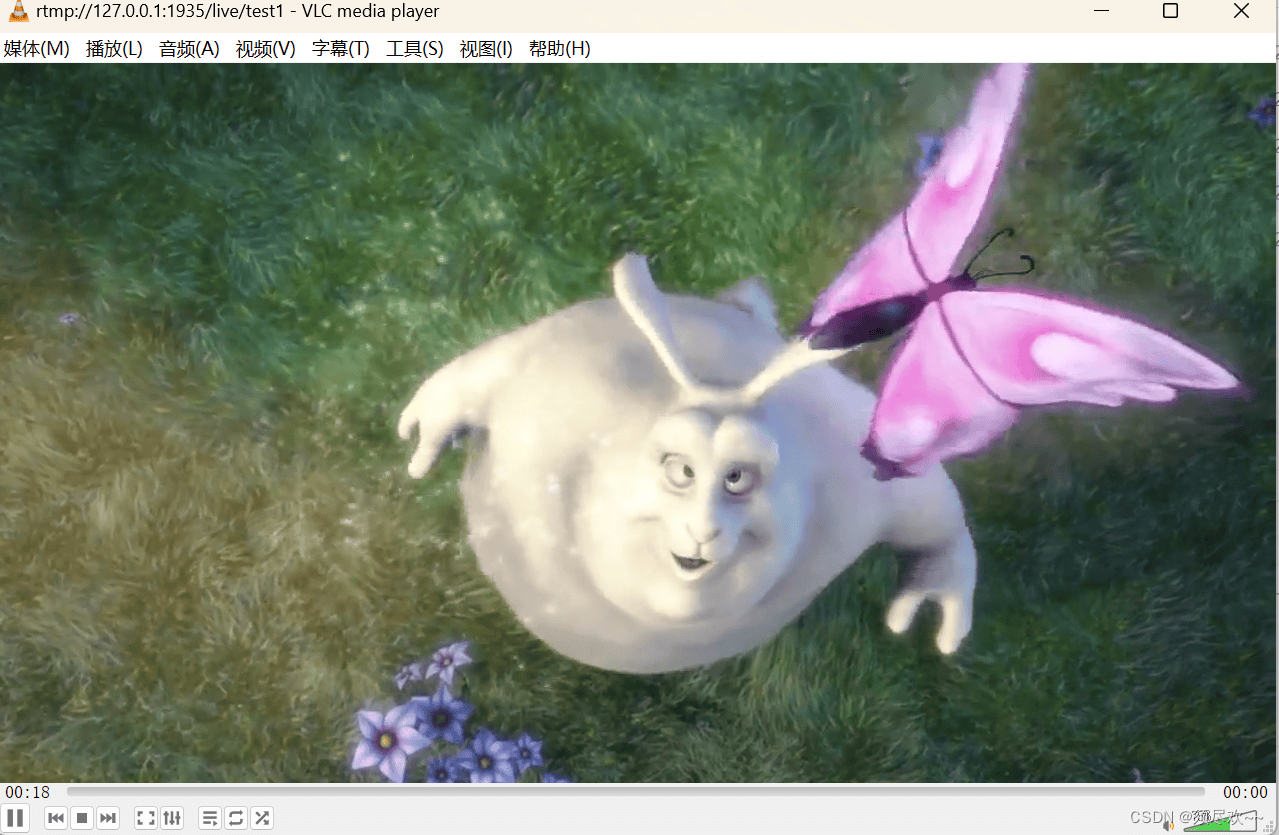 rtmp://127.0.0.1:1935/live/test1 - VLC media player
媒体(M) 播放(L) 音频(A) 视频(V) 字幕(T) 工具(S) 视图(I) 帮助(H)
00:18 00:00
CSDN